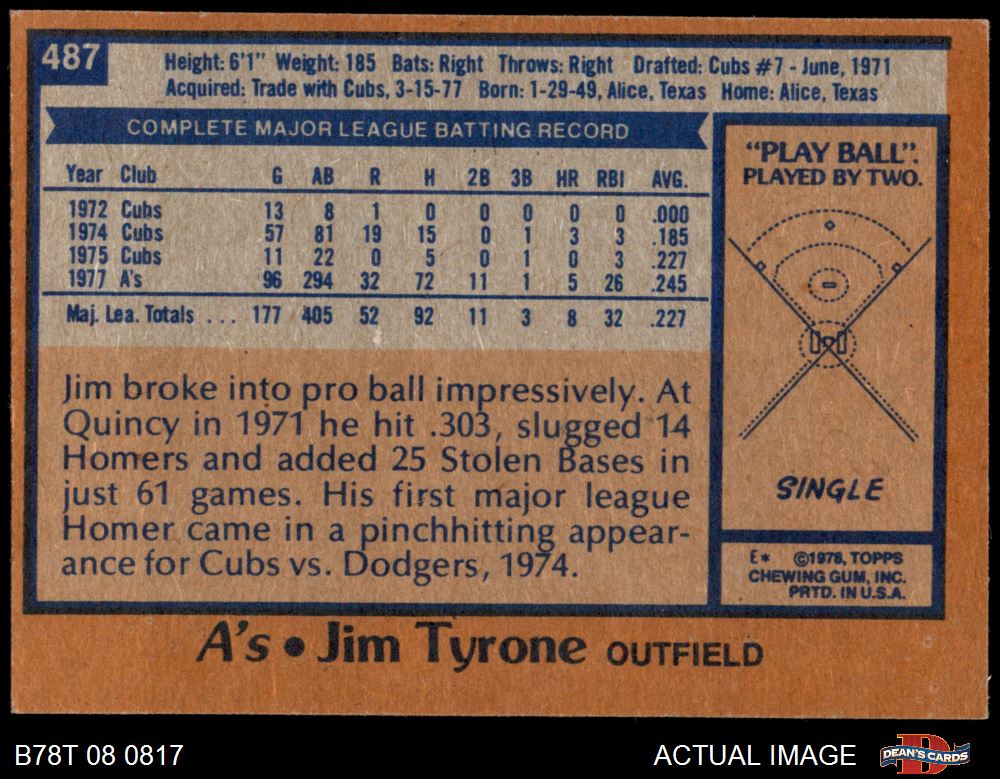 487
Height: 6'1" Weight: 185 Bats: Right Throws: Right Drafted: Cubs #7 - June, 1971
Acquired: Trade with Cubs, 3-15-77 Born: 1-29-49, Alice, Texas Home: Alice, Texas
COMPLETE MAJOR LEAGUE BATTING RECORD
Year Club G AB R H 2B 3B HR RBI AVG.
1972 Cubs 13 8 1 0 0 0 0 0 .000
1974 Cubs 57 81 19 15 0 1 3 3 .185
1975 Cubs 11 22 0 5 0 1 0 3 .227
1977 A's 96 294 32 72 11 1 5 26 .245
Maj. Lea. Totals ... 177 405 52 92 11 3 8 32 .227
Jim broke into pro ball impressively. At
Quincy in 1971 he hit .303, slugged 14
Homers and added 25 Stolen Bases in
just 61 games. His first major league
Homer came in a pinchhitting appear-
ance for Cubs vs. Dodgers, 1974.
"PLAY BALL".
PLAYED BY TWO.
SINGLE
E* ©1978, TOPPS
CHEWING GUM, INC.
PRTD. IN U.S.A.
A's • Jim Tyrone OUTFIELD
B78T 08 0817
ACTUAL IMAGE
DEAN'S CARDS